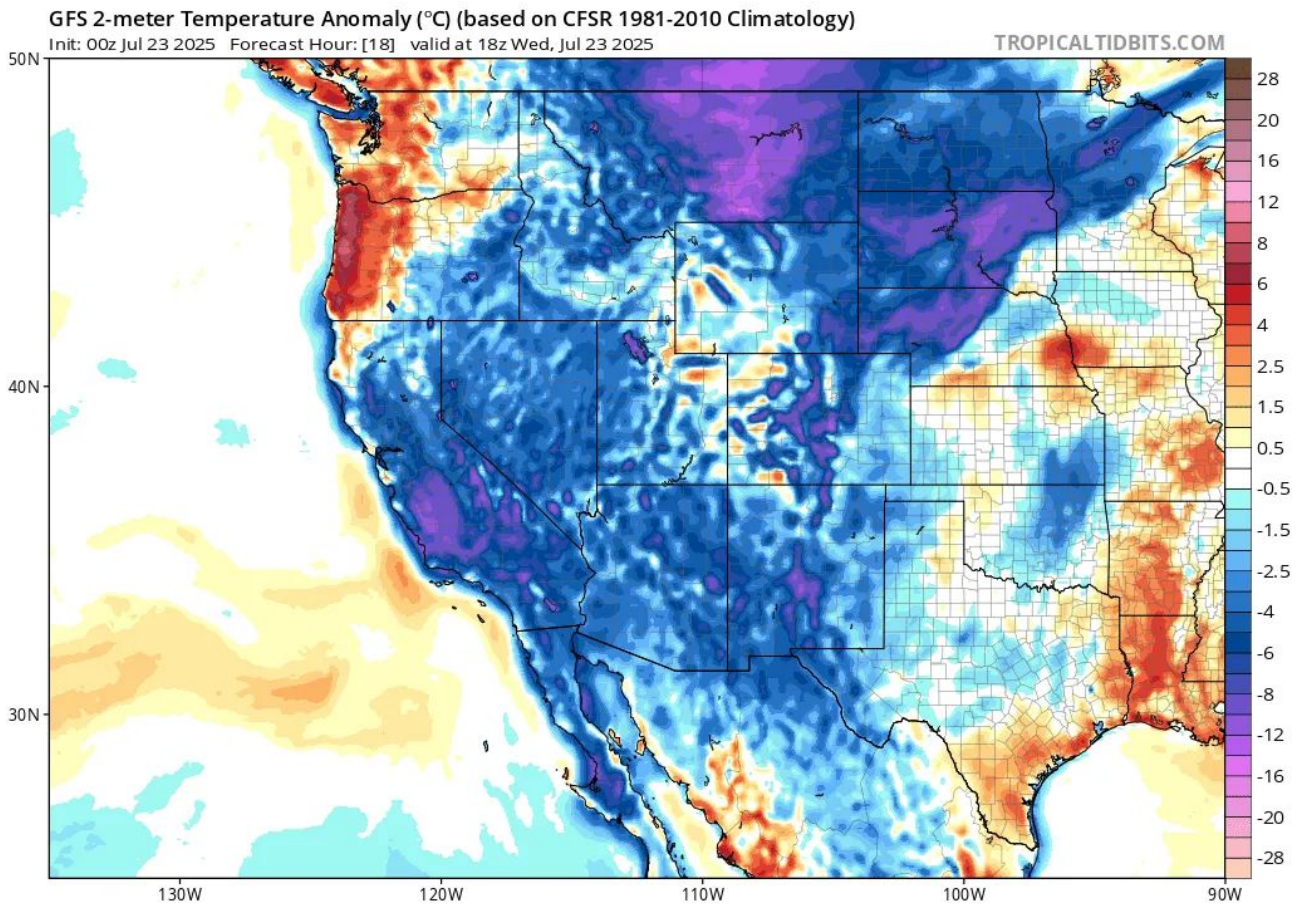 GFS 2-meter Temperature Anomaly (°C) (based on CFSR 1981-2010 Climatology)
Init: 00z Jul 23 2025 Forecast Hour: [18] valid at 18z Wed, Jul 23 2025
TROPICALTIDBITS.COM
50N
40N
30N
130W
120W
110W
100W
90W
28
20
16
12
8
6
4
2.5
1.5
0.5
-0.5
-1.5
-2.5
-4
-6
-8
-12
-16
-20
-28